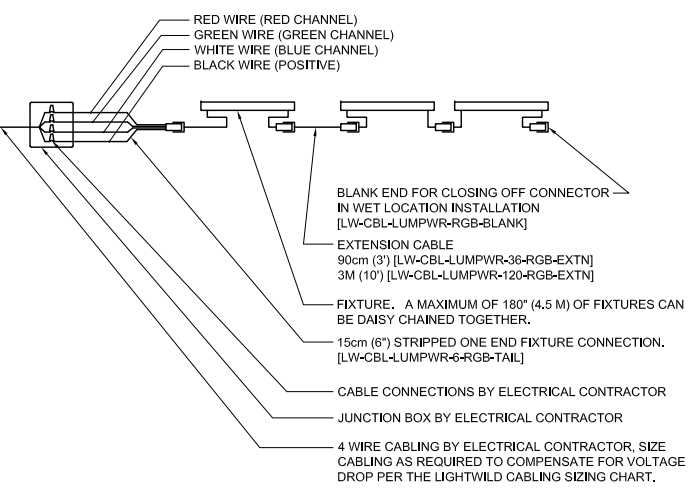 RED WIRE (RED CHANNEL)
GREEN WIRE (GREEN CHANNEL)
WHITE WIRE (BLUE CHANNEL)
BLACK WIRE (POSITIVE)
BLANK END FOR CLOSING OFF CONNECTOR
IN WET LOCATION INSTALLATION
[LW-CBL-LUMPWR-RGB-BLANK]
EXTENSION CABLE
90cm (3') [LW-CBL-LUMPWR-36-RGB-EXTN]
3M (10') [LW-CBL-LUMPWR-120-RGB-EXTN]
FIXTURE. A MAXIMUM OF 180" (4.5 M) OF FIXTURES CAN
BE DAISY CHAINED TOGETHER.
15cm (6") STRIPPED ONE END FIXTURE CONNECTION.
[LW-CBL-LUMPWR-6-RGB-TAIL]
CABLE CONNECTIONS BY ELECTRICAL CONTRACTOR
JUNCTION BOX BY ELECTRICAL CONTRACTOR
4 WIRE CABLING BY ELECTRICAL CONTRACTOR, SIZE
CABLING AS REQUIRED TO COMPENSATE FOR VOLTAGE
DROP PER THE LIGHTWILD CABLING SIZING CHART.